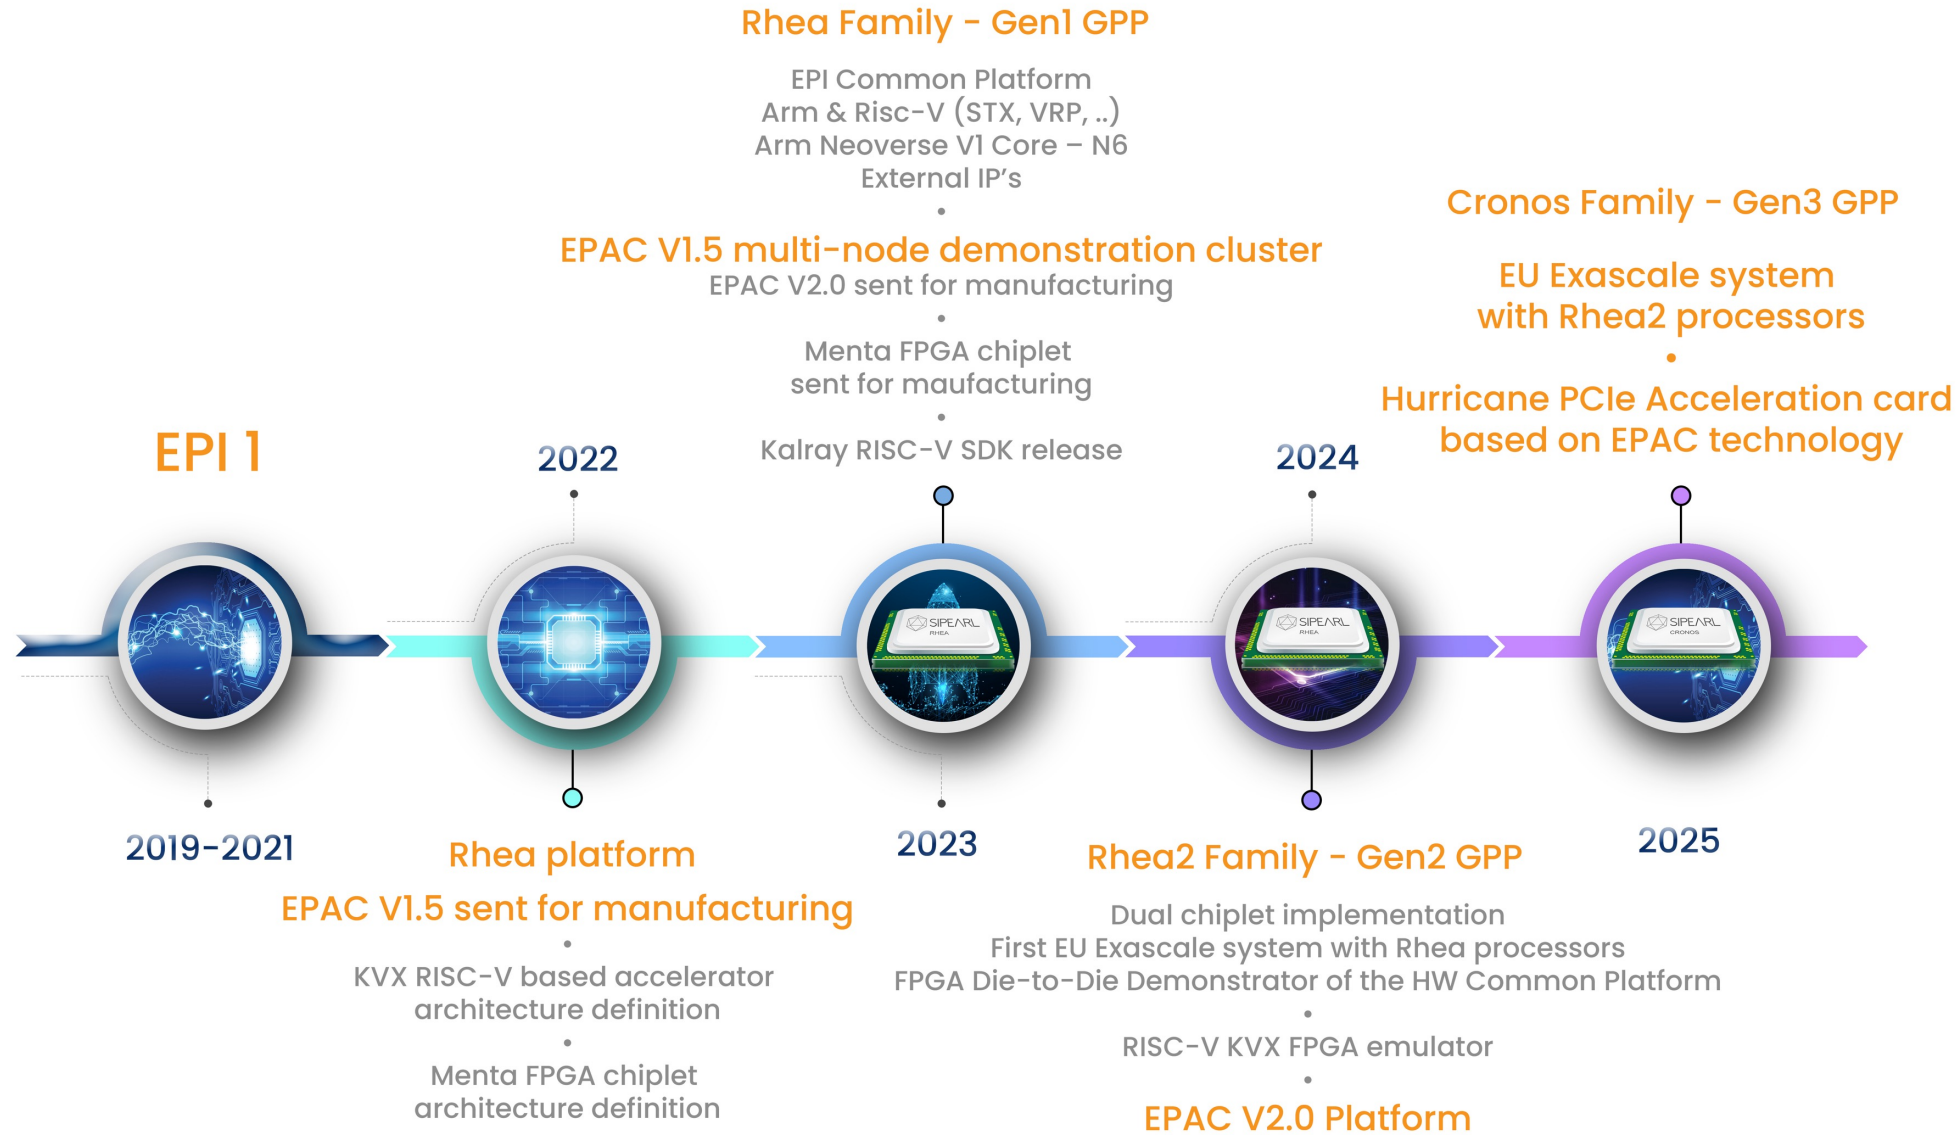 Rhea Family - Gen1 GPP
EPI Common Platform
Arm & Risc-V (STX, VRP, ..)
Arm Neoverse V1 Core – N6
External IP's
EPAC V1.5 multi-node demonstration cluster
EPAC V2.0 sent for manufacturing
Menta FPGA chiplet
sent for maufacturing
Kalray RISC-V SDK release
Cronos Family - Gen3 GPP
EU Exascale system
with Rhea2 processors
Hurricane PCIe Acceleration card
based on EPAC technology
EPI 1
2022
2024
SIPEARL
RHEA
SIPEARL
RHEA
SIPEARL
CRONOS
2019-2021
2023
2025
Rhea platform
EPAC V1.5 sent for manufacturing
KVX RISC-V based accelerator
architecture definition
Menta FPGA chiplet
architecture definition
Rhea2 Family - Gen2 GPP
Dual chiplet implementation
First EU Exascale system with Rhea processors
FPGA Die-to-Die Demonstrator of the HW Common Platform
RISC-V KVX FPGA emulator
EPAC V2.0 Platform